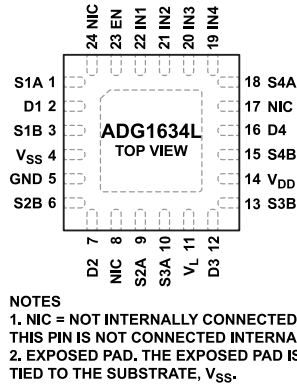 24 NIC
23 EN
22 IN1
21 IN2
20 IN3
19 IN4
S1A 1
D1 2
S1B 3
VSS 4
GND 5
S2B 6
ADG1634L
TOP VIEW
18 S4A
17 NIC
16 D4
15 S4B
14 VDD
13 S3B
D2 7
NIC 8
S2A 9
S3A 10
VL 11
D3 12
NOTES
1. NIC = NOT INTERNALLY CONNECTED
THIS PIN IS NOT CONNECTED
2. EXPOSED PAD. THE EXPOSED PAD IS
TIED TO THE SUBSTRATE, VSS.